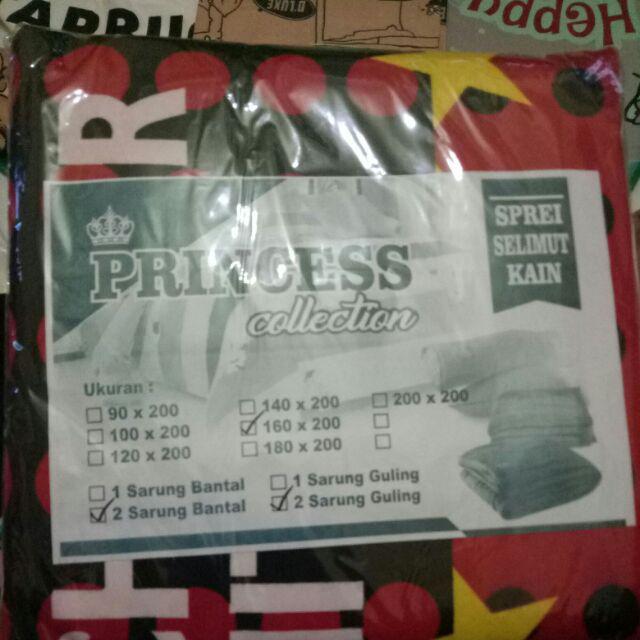 R
PRINCESS
collection
SPREI
SELIMUT
KAIN
Ukuran :
90 x 200
100 x 200
120 x 200
140 x 200
160 x 200
180 x 200
200 x 200
1 Sarung Bantal
2 Sarung Bantal
1 Sarung Guling
2 Sarung Guling